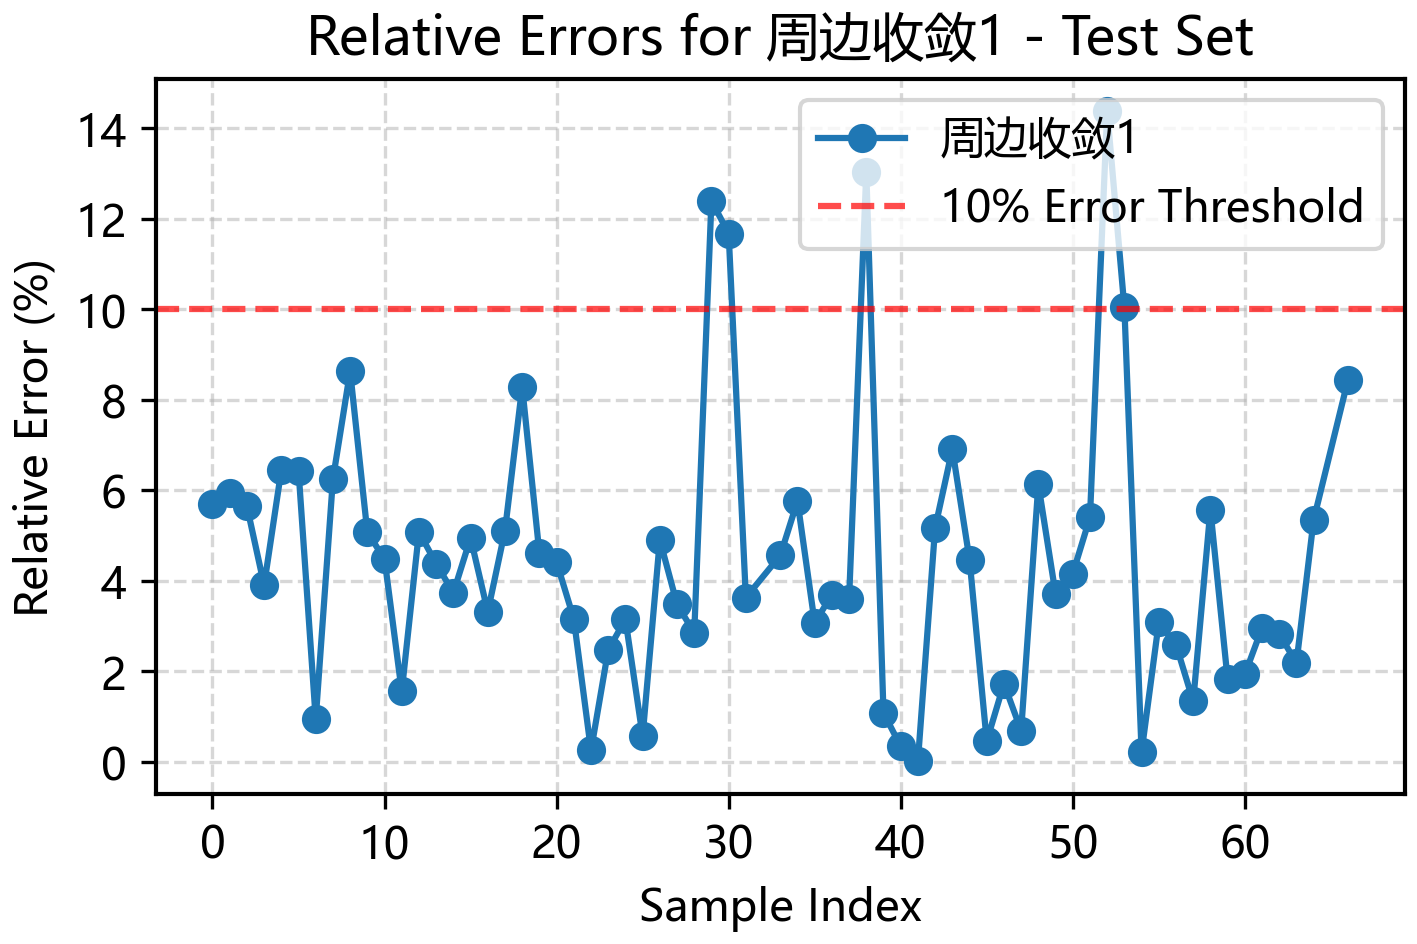 Relative Errors for 周边收敛1 - Test Set
Relative Error (%)
14
12
10
8
6
4
2
0
周边收敛1
10% Error Threshold
0 10 20 30 40 50 60
Sample Index